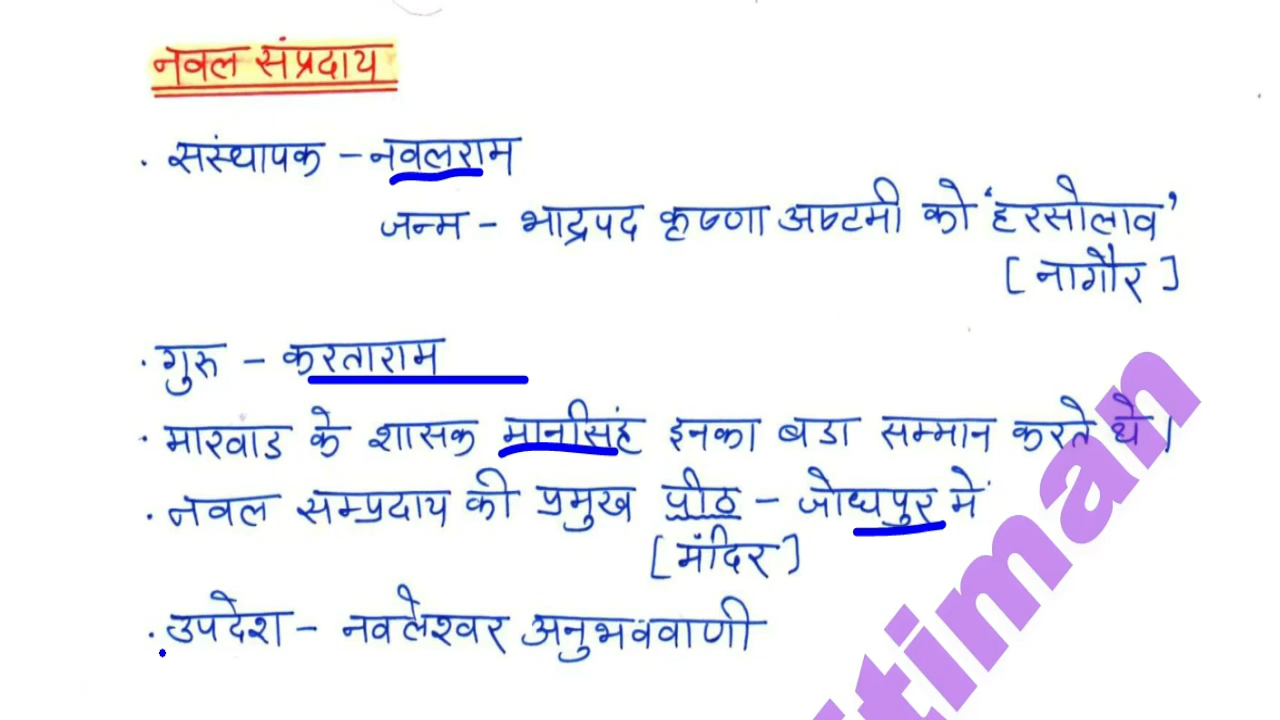 नवल संप्रदाय
· संस्थापक – नवलराम
जन्म – भाद्रपद कृष्णा अष्टमी को 'हरसोलाव'
[नागौर]
· गुरु – करताराम
· मारवाड के शासक मानसिंह इनका बडा सम्मान करते थे।
· नवल सम्प्रदाय की प्रमुख पीठ – जोधपुर में
[मंदिर]
· उपदेश – नवलेश्वर अनुभववाणी